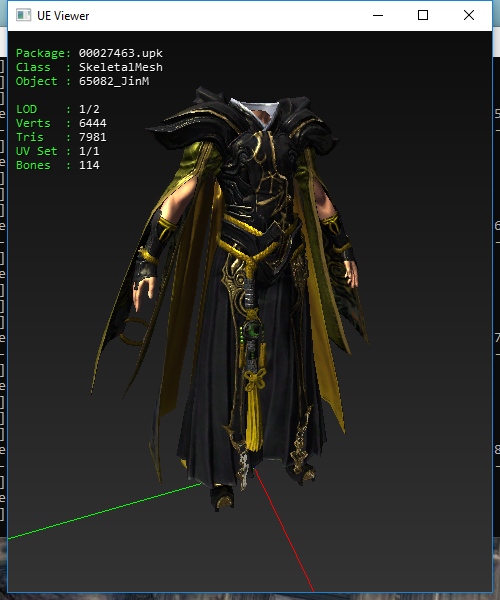 UE Viewer
Package: 00027463.upk
Class : SkeletalMesh
Object : 65082_JinM
LOD : 1/2
Verts : 6444
Tris : 7981
UV Set : 1/1
Bones : 114